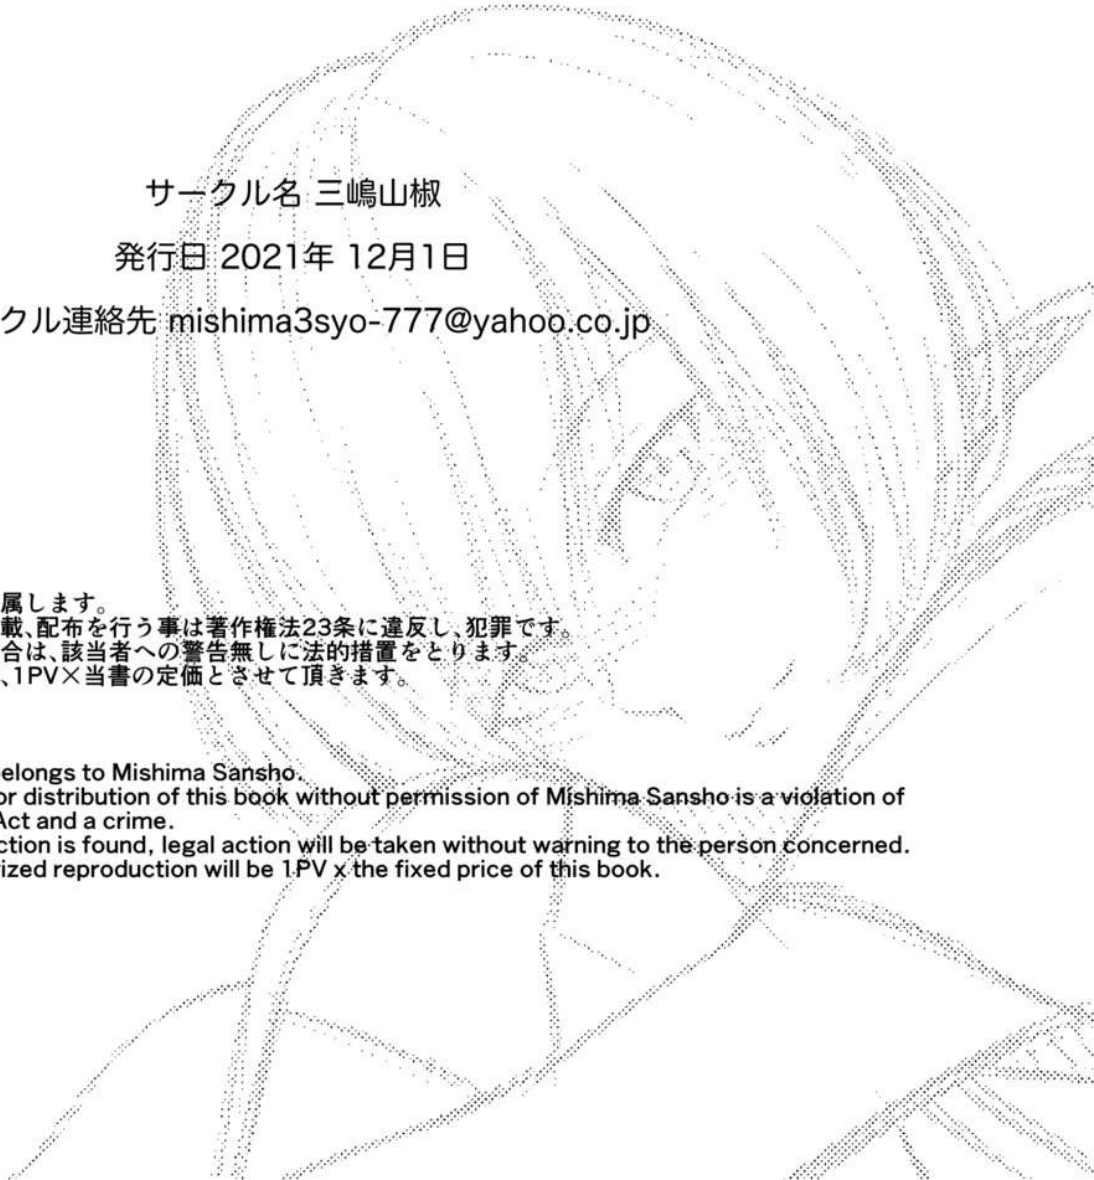 サークル名 三嶋山椒
発行日 2021年 12月1日
クル連絡先 mishima3syo-777@yahoo.co.jp
属します。
載、配布を行う事は著作権法23条に違反し、犯罪です。
合は、該当者への警告無しに法的措置をとります。
、1PV×当書の定価とさせて頂きます。
elongs to Mishima Sansho.
or distribution of this book without permission of Mishima Sansho is a violation of
Act and a crime.
ction is found, legal action will be taken without warning to the person concerned.
ized reproduction will be 1PV x the fixed price of this book.